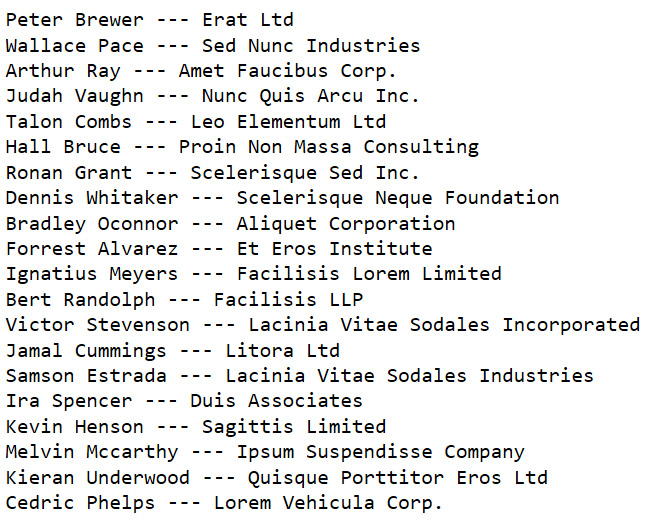 Peter Brewer --- Erat Ltd
Wallace Pace --- Sed Nunc Industries
Arthur Ray --- Amet Faucibus Corp.
Judah Vaughn --- Nunc Quis Arcu Inc.
Talon Combs --- Leo Elementum Ltd
Hall Bruce --- Proin Non Massa Consulting
Ronan Grant --- Scelerisque Sed Inc.
Dennis Whitaker --- Scelerisque Neque Foundation
Bradley Oconnor --- Aliquet Corporation
Forrest Alvarez --- Et Eros Institute
Ignatius Meyers --- Facilisis Lorem Limited
Bert Randolph --- Facilisis LLP
Victor Stevenson --- Lacinia Vitae Sodales Incorporated
Jamal Cummings --- Litora Ltd
Samson Estrada --- Lacinia Vitae Sodales Industries
Ira Spencer --- Duis Associates
Kevin Henson --- Sagittis Limited
Melvin Mccarthy --- Ipsum Suspendisse Company
Kieran Underwood --- Quisque Porttitor Eros Ltd
Cedric Phelps --- Lorem Vehicula Corp.